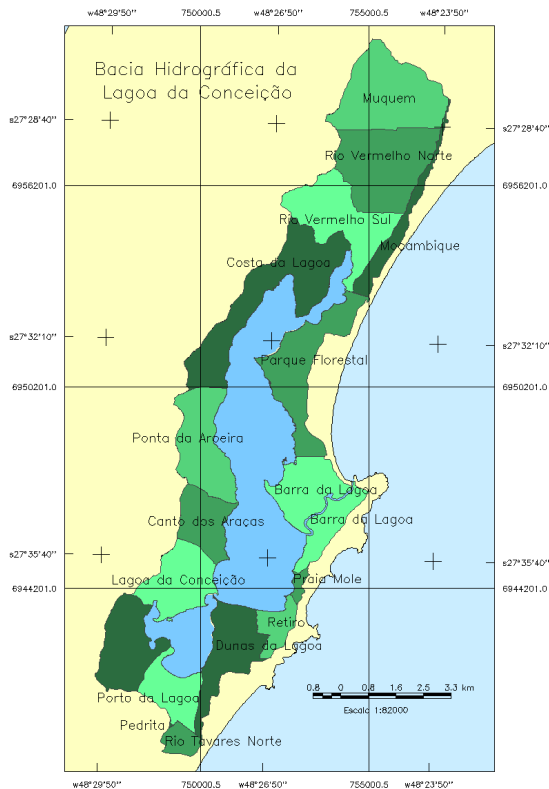 w48°29'50'' 750000.5 w48°26'50'' 755000.5 w48°23'50''
Bacia Hidrográfica da
Lagoa da Conceição
Muquem
s27°28'40'' s27°28'40''
Rio Vermelho Norte
6956201.0 6956201.0
Rio Vermelho Sul
Moçambique
Costa da Lagoa
s27°32'10'' s27°32'10''
Parque Florestal
6950201.0 6950201.0
Ponta da Aroeira
Barra da Lagoa
Canto dos Araças
Barra da Lagoa
s27°35'40'' s27°35'40''
Lagoa da Conceição
Praia Mole
6944201.0 6944201.0
Retiro
Dunas da Lagoa
Porto da Lagoa
0.8 0 0.8 1.6 2.5 3.3 km
Escala 1:82000
Pedrita
Rio Tavares Norte
w48°29'50'' 750000.5 w48°26'50'' 755000.5 w48°23'50''